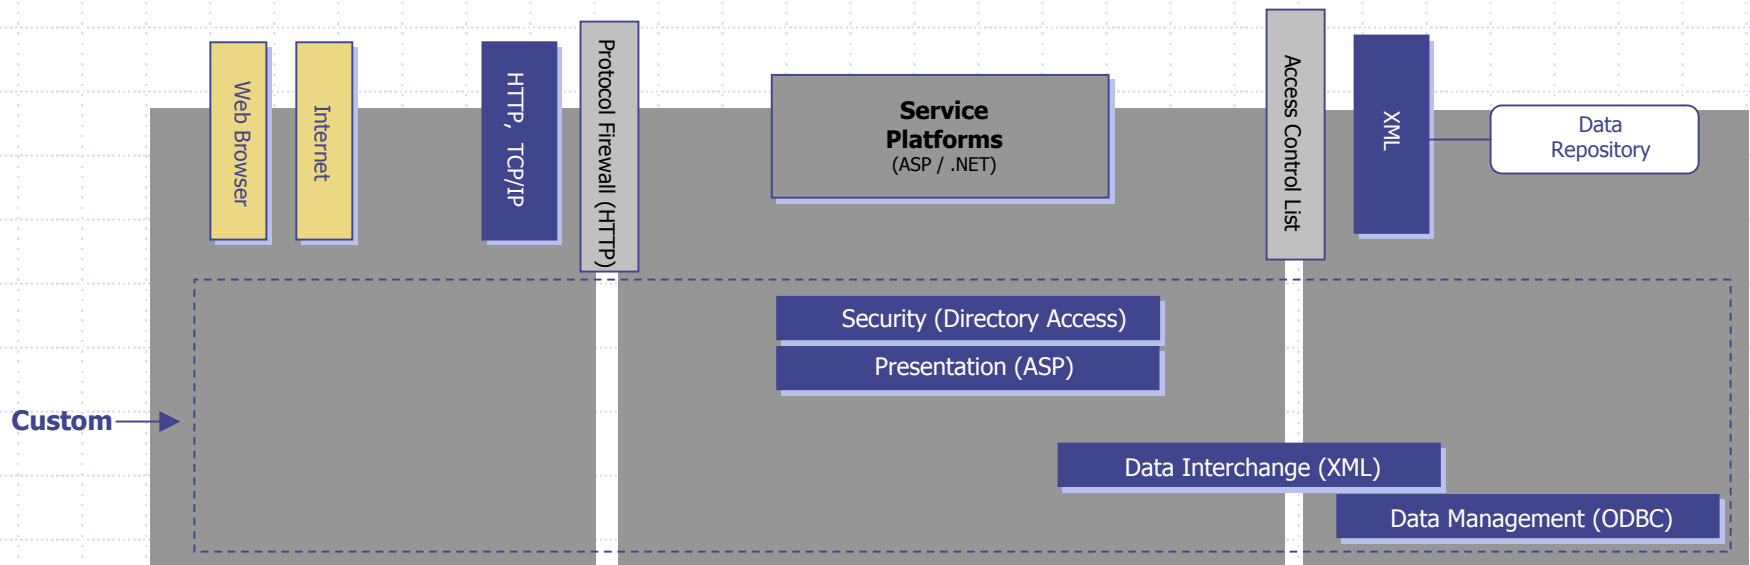 Web Browser
Internet
HTTP, TCP/IP
Protocol Firewall (HTTP)
Service
Platforms
(ASP / .NET)
Access Control List
XML
Data
Repository
Security (Directory Access)
Presentation (ASP)
Custom
Data Interchange (XML)
Data Management (ODBC)